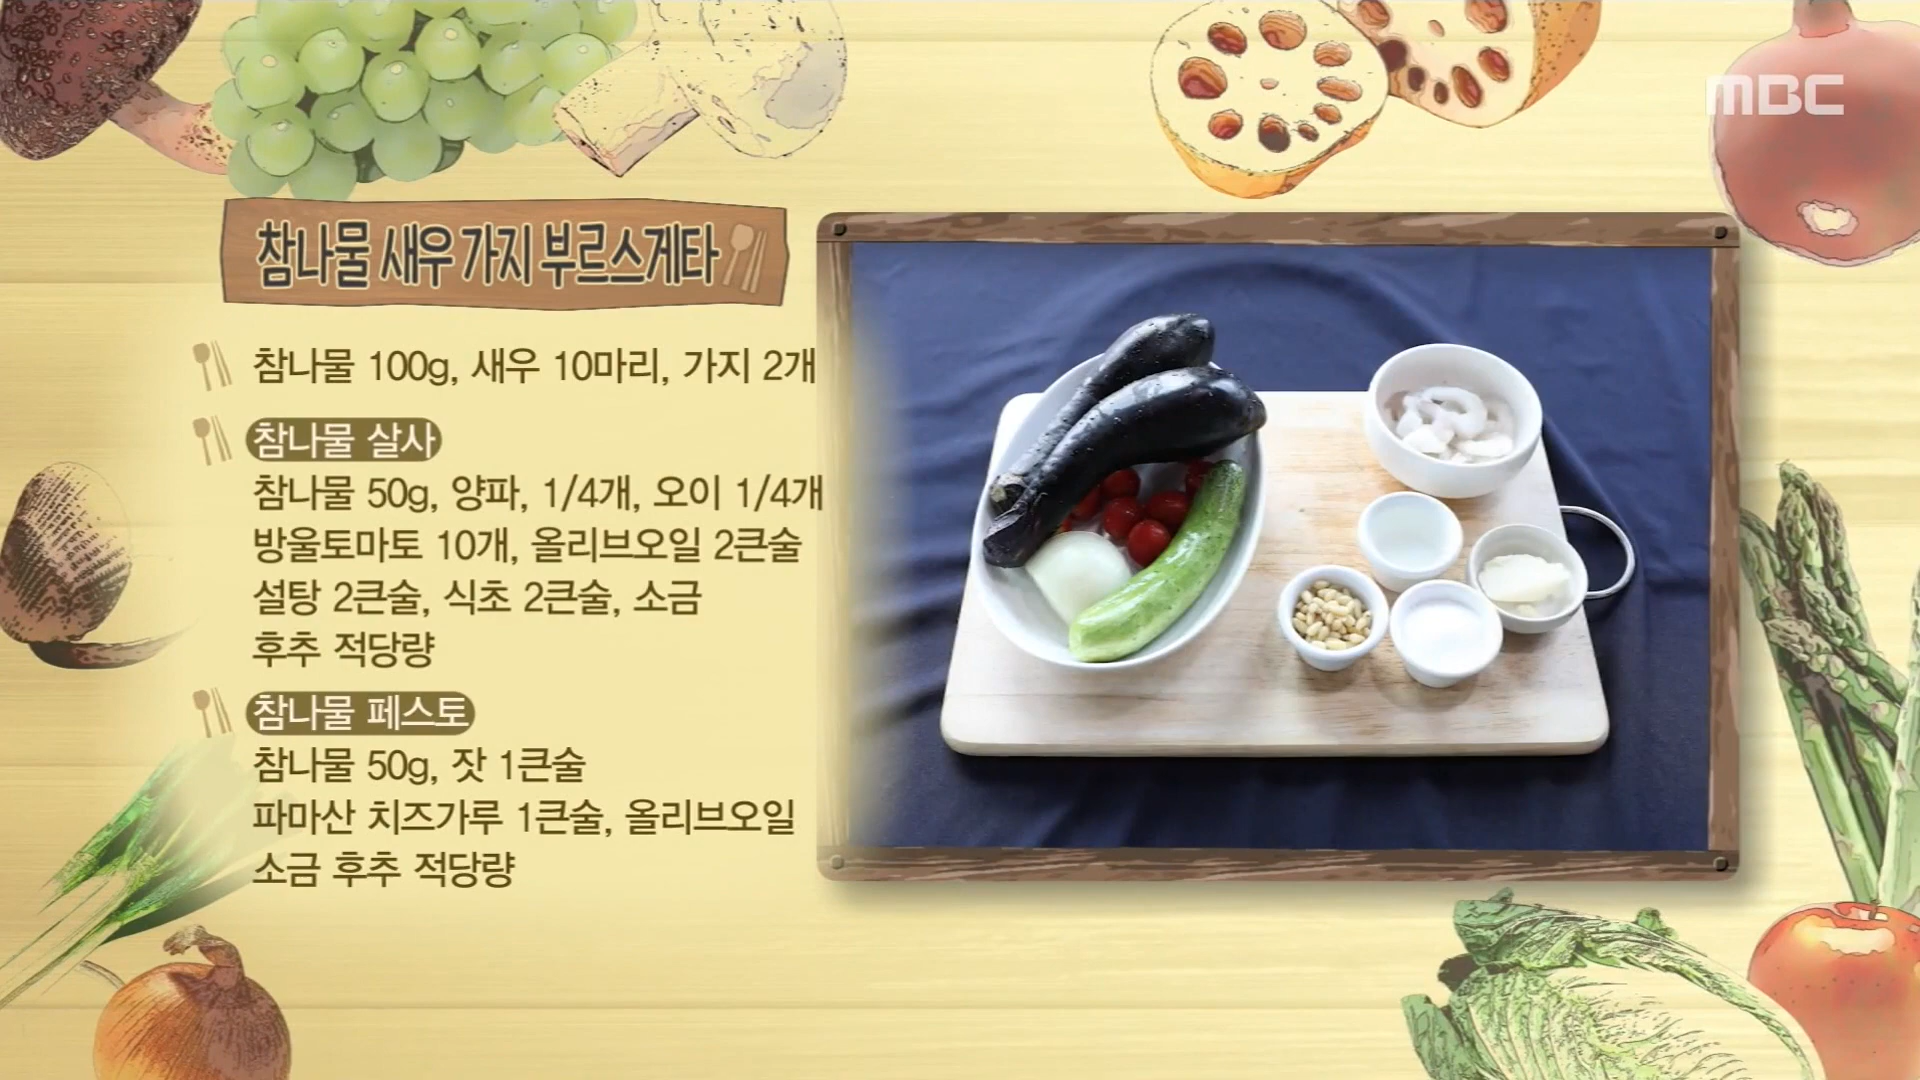 MBC
참나물 새우 가지 부르스게타
참나물 100g, 새우 10마리, 가지 2개
참나물 살사
참나물 50g, 양파, 1/4개, 오이 1/4개
방울토마토 10개, 올리브오일 2큰술
설탕 2큰술, 식초 2큰술, 소금
후추 적당량
참나물 페스토
참나물 50g, 잣 1큰술
파마산 치즈가루 1큰술, 올리브오일
소금 후추 적당량